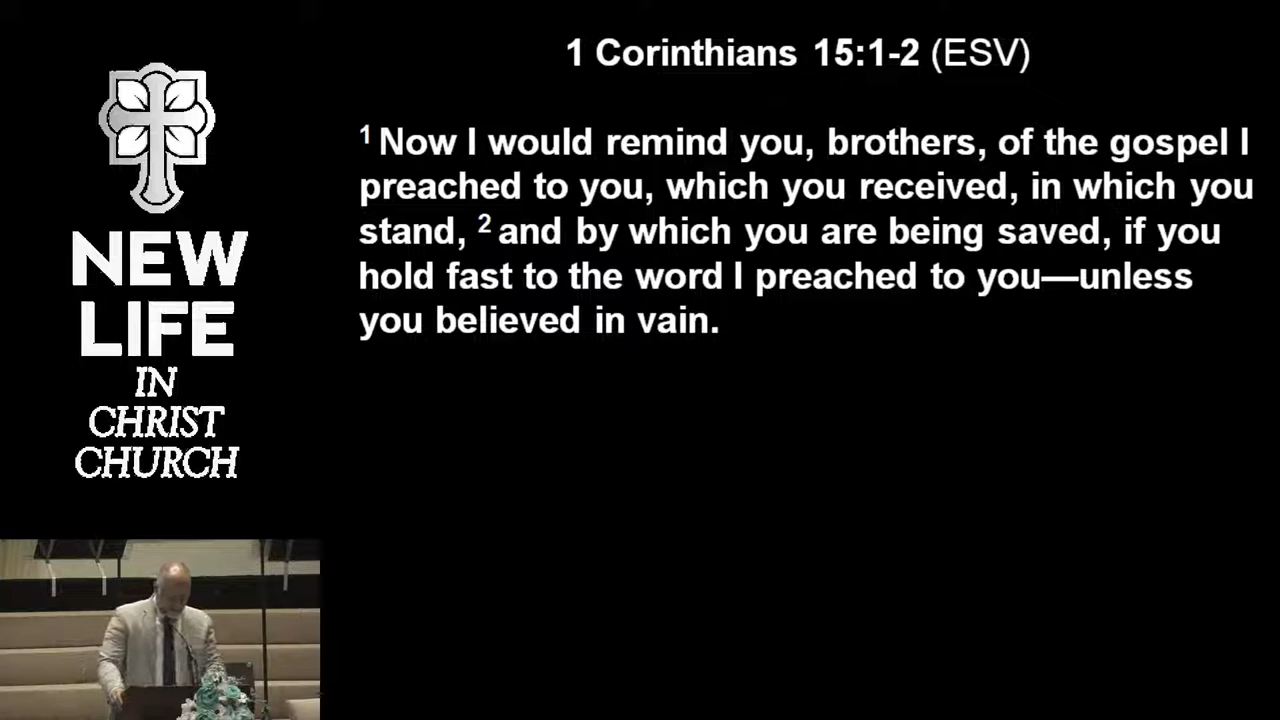 1 Corinthians 15:1-2 (ESV)
1 Now I would remind you, brothers, of the gospel I
preached to you, which you received, in which you
stand, 2 and by which you are being saved, if you
hold fast to the word I preached to you—unless
you believed in vain.
NEW
LIFE
IN
CHRIST
CHURCH